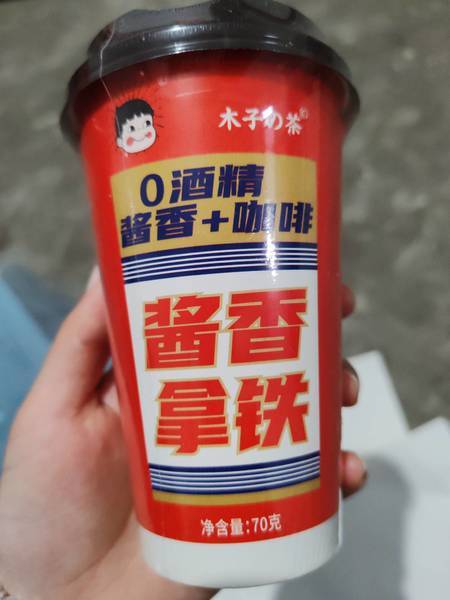 木子の茶
0酒精
酱香+咖啡
酱香
拿铁
净含量:70克